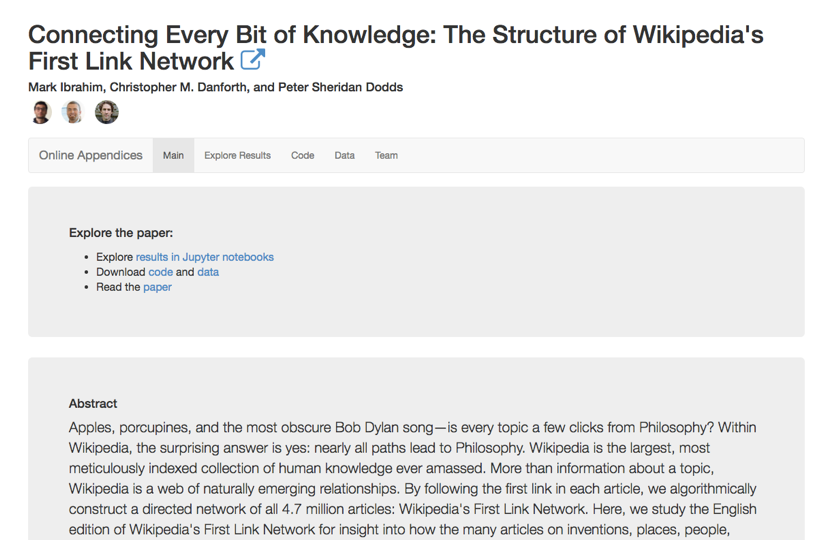 Connecting Every Bit of Knowledge: The Structure of Wikipedia's
First Link Network
Mark Ibrahim, Christopher M. Danforth, and Peter Sheridan Dodds
Online Appendices Main Explore Results Code Data Team
Explore the paper:
• Explore results in Jupyter notebooks
• Download code and data
• Read the paper
Abstract
Apples, porcupines, and the most obscure Bob Dylan song—is every topic a few clicks from Philosophy? Within
Wikipedia, the surprising answer is yes: nearly all paths lead to Philosophy. Wikipedia is the largest, most
meticulously indexed collection of human knowledge ever amassed. More than information about a topic,
Wikipedia is a web of naturally emerging relationships. By following the first link in each article, we algorithmically
construct a directed network of all 4.7 million articles: Wikipedia's First Link Network. Here, we study the English
edition of Wikipedia's First Link Network for insight into how the many articles on inventions, places, people,